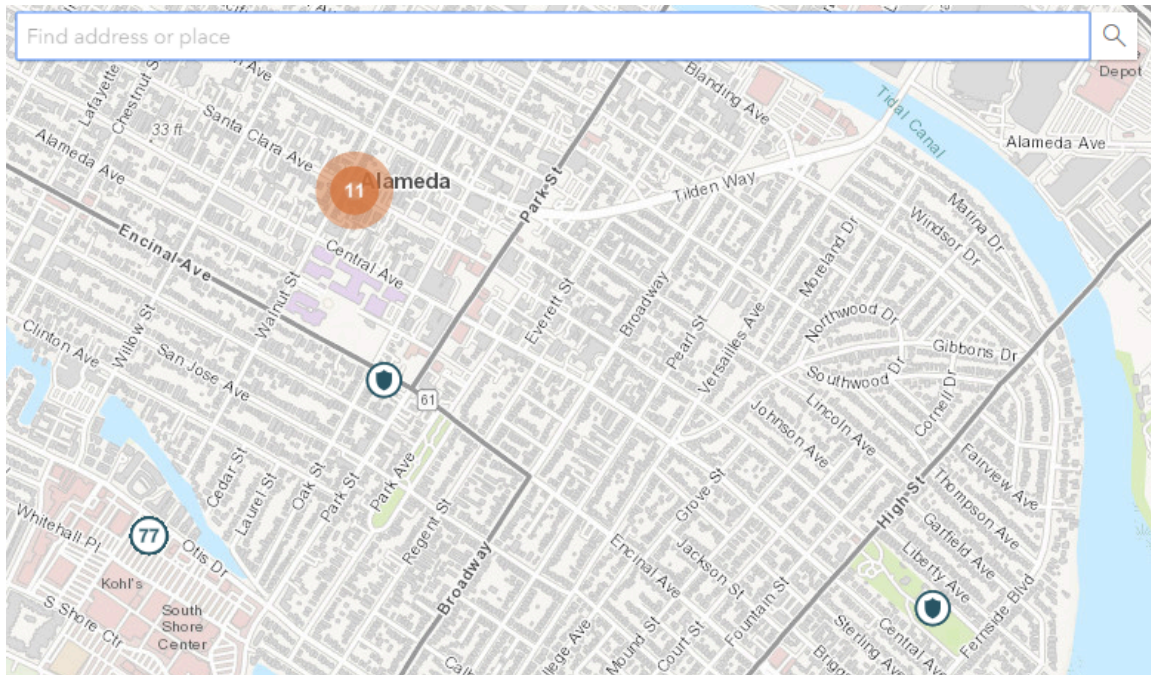 Find address or place
Depot
Lafayette
Chestnut S
Ave
Blanding Ave
Tidal Canal
Alameda Ave
33 ft
Santa Clara Ave
Alameda Ave
11
Alameda
Park St
Tilden Way
Marina Dr
Windsor Dr
Moreland Dr
Encinal Ave
Central Ave
Walnut St
Everett St
Broadway
Pearl St
Versailles Ave
Northwood Dr
Gibbons Dr
Southwood Dr
Cornell Dr
Clinton Ave
Willow St
San Jose Ave
61
Lincoln Ave
Johnson Ave
Cedar St
Laurel St
Oak St
Park St
Park Ave
Regent St
Grove St
High St
Fairview Ave
Thompson Ave
Garfield Ave
Liberty Ave
77
Whitehall Pl
Otis Dr
Kohl's
South
Shore
Center
S Shore Ctr
Broadway
Encinal Ave
Jackson St
Fountain St
Court St
Mound St
llege Ave
Calh
Fernside Blvd
Central Ave
Sterling Ave
Briggs